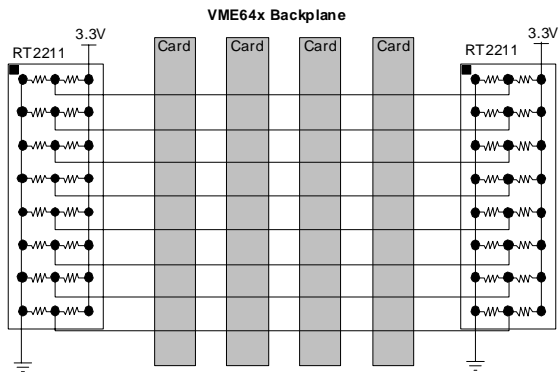 VME64x Backplane
3.3V
RT2211
Card
Card
Card
Card
3.3V
RT2211